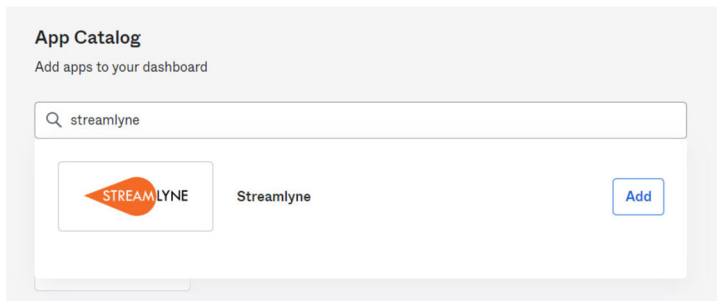 App Catalog
Add apps to your dashboard
streamlyne
STREAMLYNE
Streamlyne
Add